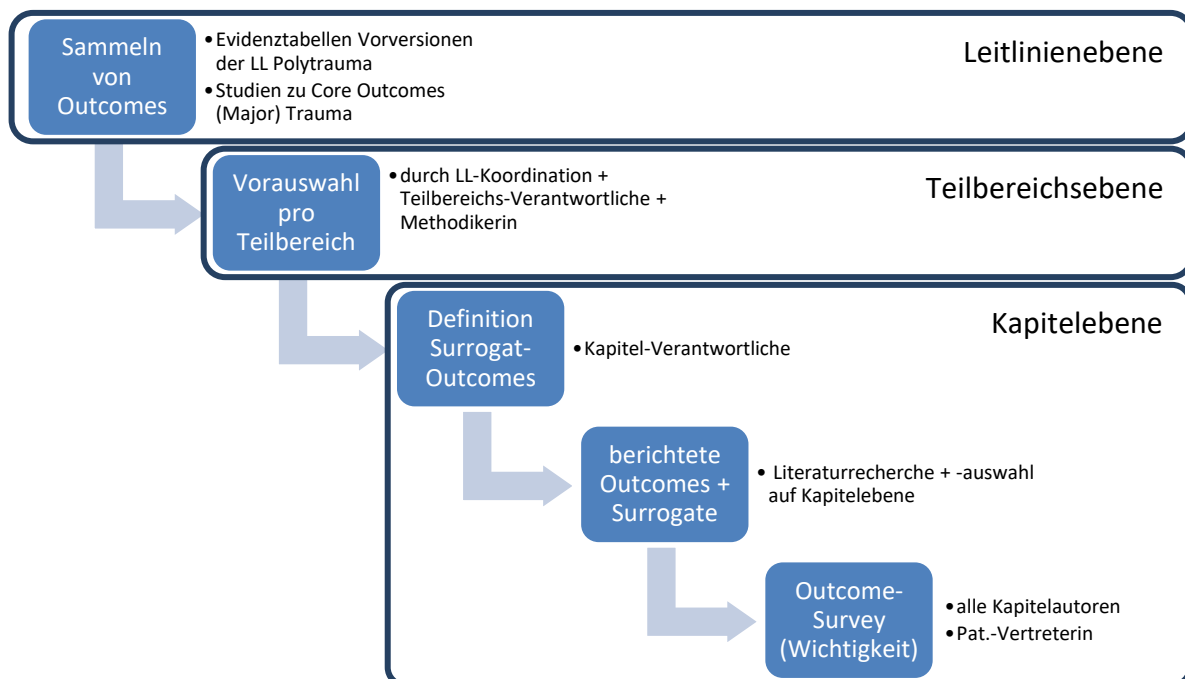 Sammeln
von
Outcomes
• Evidenztabellen Vorversionen
der LL Polytrauma
• Studien zu Core Outcomes
(Major) Trauma
Leitlinienebene
Vorauswahl
pro
Teilbereich
• durch LL-Koordination +
Teilbereichs-Verantwortliche +
Methodikerin
Teilbereichsebene
Definition
Surrogat-
Outcomes
• Kapitel-Verantwortliche
Kapitelebene
berichtete
Outcomes +
Surrogate
• Literaturrecherche + -auswahl
auf Kapitelebene
Outcome-
Survey
(Wichtigkeit)
• alle Kapitelautoren
• Pat.-Vertreterin